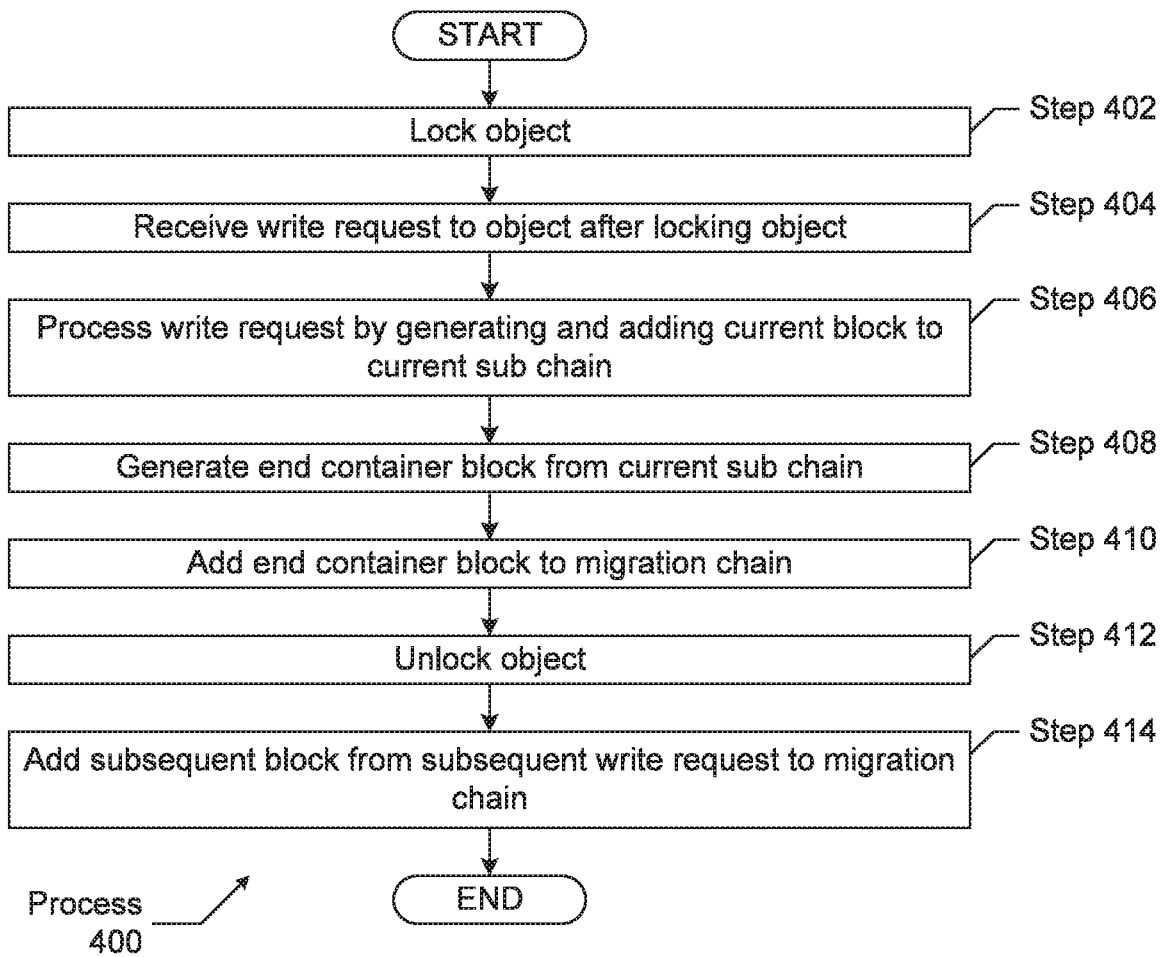 START
Step 402
Lock object
Step 404
Receive write request to object after locking object
Step 406
Process write request by generating and adding current block to
current sub chain
Step 408
Generate end container block from current sub chain
Step 410
Add end container block to migration chain
Step 412
Unlock object
Step 414
Add subsequent block from subsequent write request to migration
chain
END
Process
400